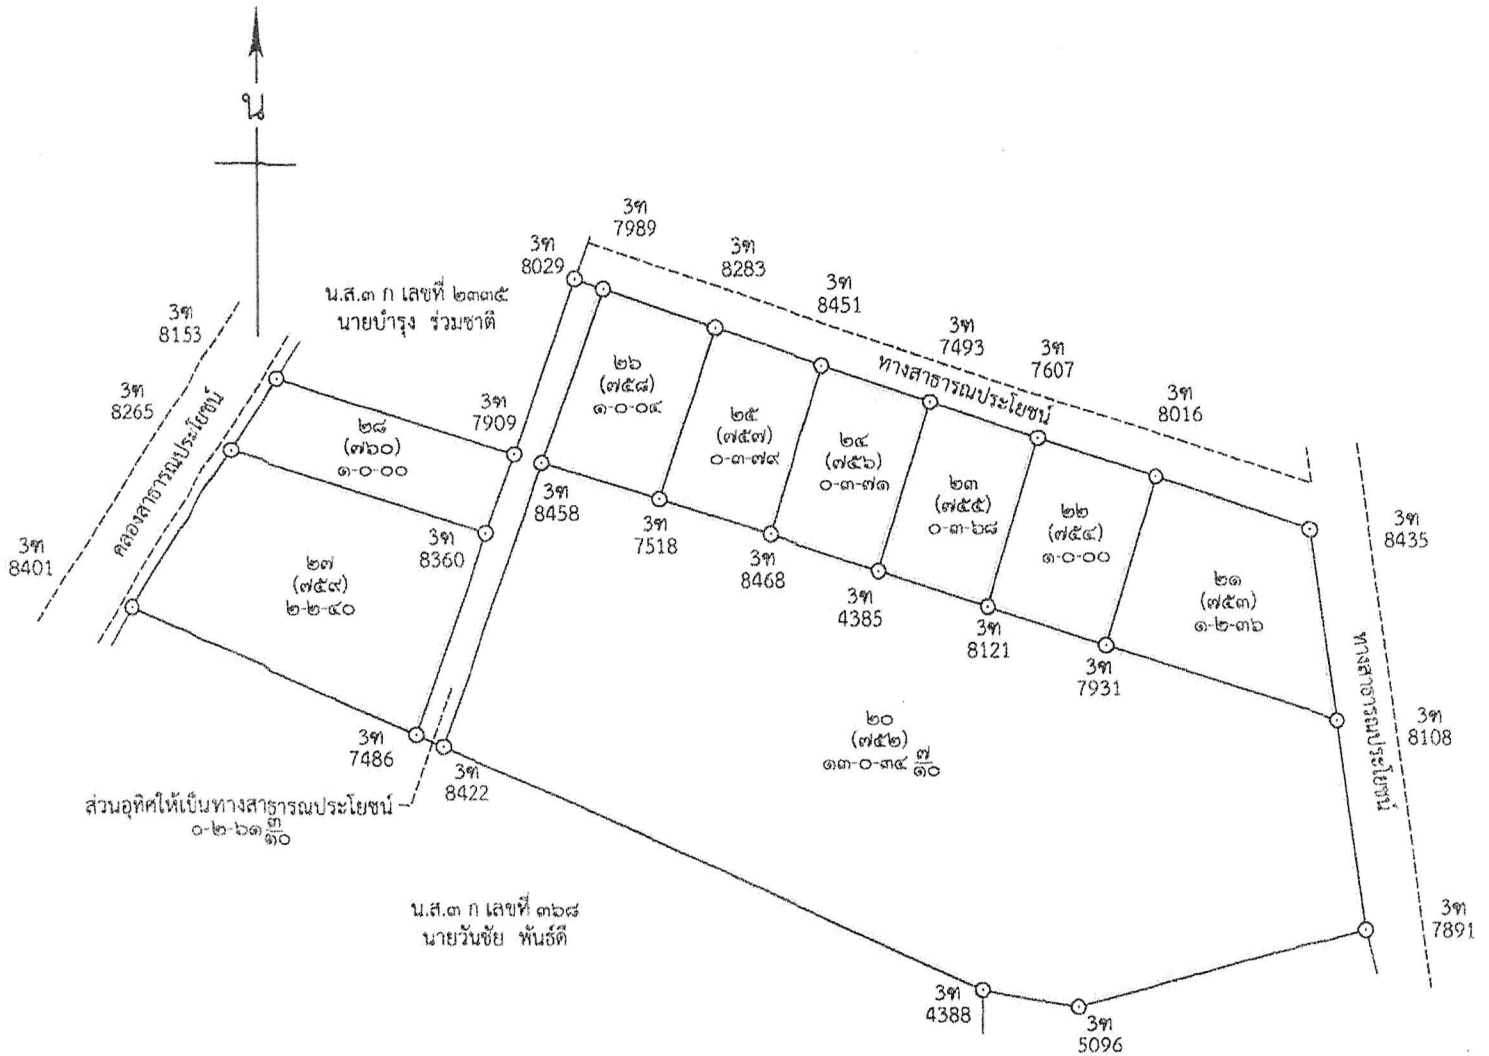 น
3ฑ
7989
3ฑ
8029
3ฑ
8283
3ฑ
8451
3ฑ
7493
3ฑ
7607
3ฑ
8016
3ฑ
8153
3ฑ
8265
3ฑ
8401
น.ส.๓ ก เลขที่ ๒๓๓๕
นายบำรุง ร่วมชาติ
คลองสาธารณประโยชน์
ทางสาธารณประโยชน์
๒๘
(๗๖๐)
๑-๐-๐๐
3ฑ
7909
๒๖
(๗๕๘)
๑-๐-๐๔
๒๕
(๗๕๗)
๐-๓-๗๙
๒๔
(๗๕๖)
๐-๓-๗๑
๒๓
(๗๕๕)
๐-๓-๖๘
๒๒
(๗๕๔)
๑-๐-๐๐
๒๑
(๗๕๓)
๑-๒-๓๖
3ฑ
8435
3ฑ
8458
3ฑ
7518
3ฑ
8468
3ฑ
4385
3ฑ
8121
3ฑ
7931
3ฑ
8360
๒๗
(๗๕๙)
๒-๒-๔๐
ทางสาธารณประโยชน์
3ฑ
8108
3ฑ
7486
3ฑ
8422
๒๐
(๗๕๒)
๑๓-๐-๓๔ ๗/๑๐
ส่วนอุทิศให้เป็นทางสาธารณประโยชน์
๐-๒-๖๑ ๓/๑๐
น.ส.๓ ก เลขที่ ๓๖๘
นายวันชัย พันธ์ดี
3ฑ
7891
3ฑ
4388
3ฑ
5096